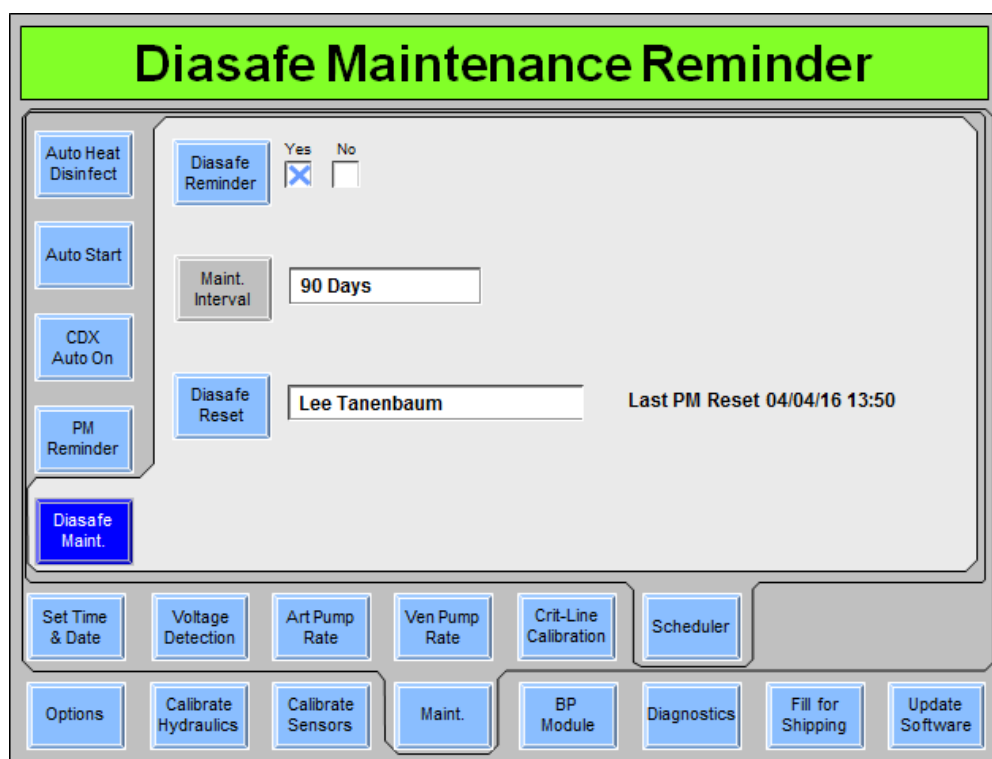 Diasafe Maintenance Reminder
Auto Heat
Disinfect
Auto Start
CDX
Auto On
PM
Reminder
Diasafe
Maint.
Diasafe
Reminder
Yes No
Maint.
Interval
90 Days
Diasafe
Reset
Lee Tanenbaum
Last PM Reset 04/04/16 13:50
Set Time
& Date
Voltage
Detection
Art Pump
Rate
Ven Pump
Rate
Crit-Line
Calibration
Scheduler
Options
Calibrate
Hydraulics
Calibrate
Sensors
Maint.
BP
Module
Diagnostics
Fill for
Shipping
Update
Software